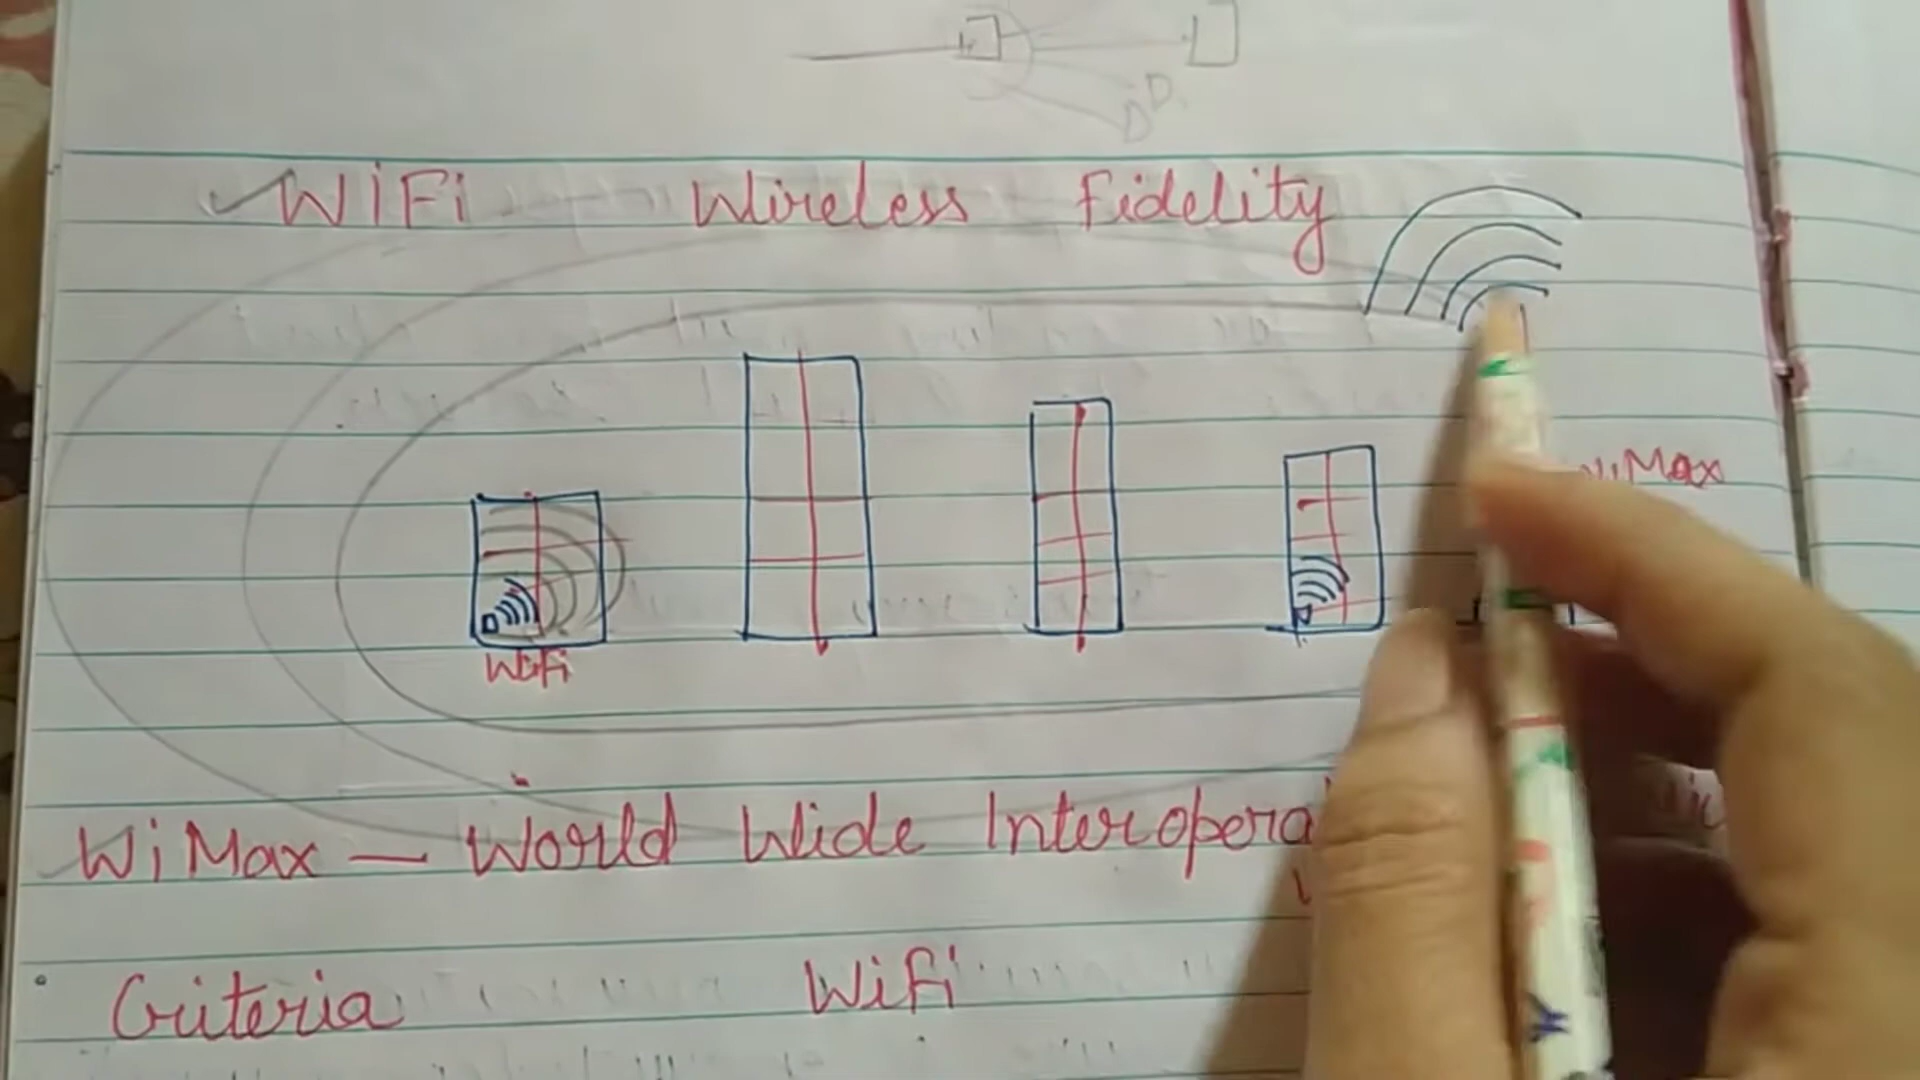 WiFi Wireless Fidelity
WiMax
WiFi
WiMax — World Wide Interopera
Criteria WiFi